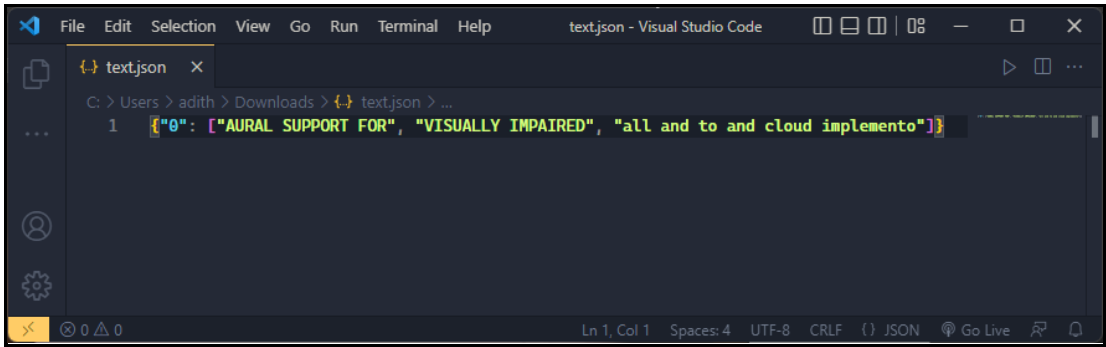 File Edit Selection View Go Run Terminal Help text.json - Visual Studio Code
{..} text.json
C: > Users > adith > Downloads > {..} text.json > ...
1 {"0": ["AURAL SUPPORT FOR", "VISUALLY IMPAIRED", "all and to and cloud implemento"]}
0 0 Ln 1, Col 1 Spaces: 4 UTF-8 CRLF {} JSON Go Live